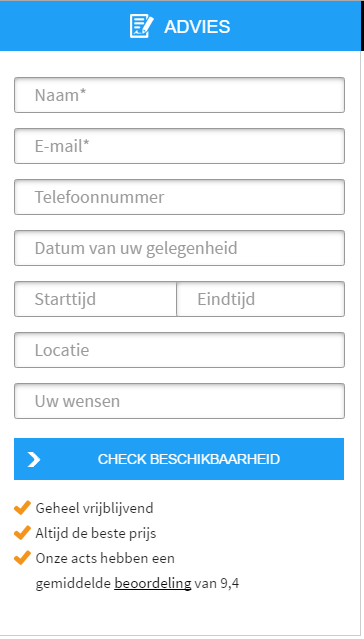 ADVIES
Naam*
E-mail*
Telefoonnummer
Datum van uw gelegenheid
Starttijd Eindtijd
Locatie
Uw wensen
CHECK BESCHIKBAARHEID
Geheel vrijblijvend
Altijd de beste prijs
Onze acts hebben een
gemiddelde beoordeling van 9,4